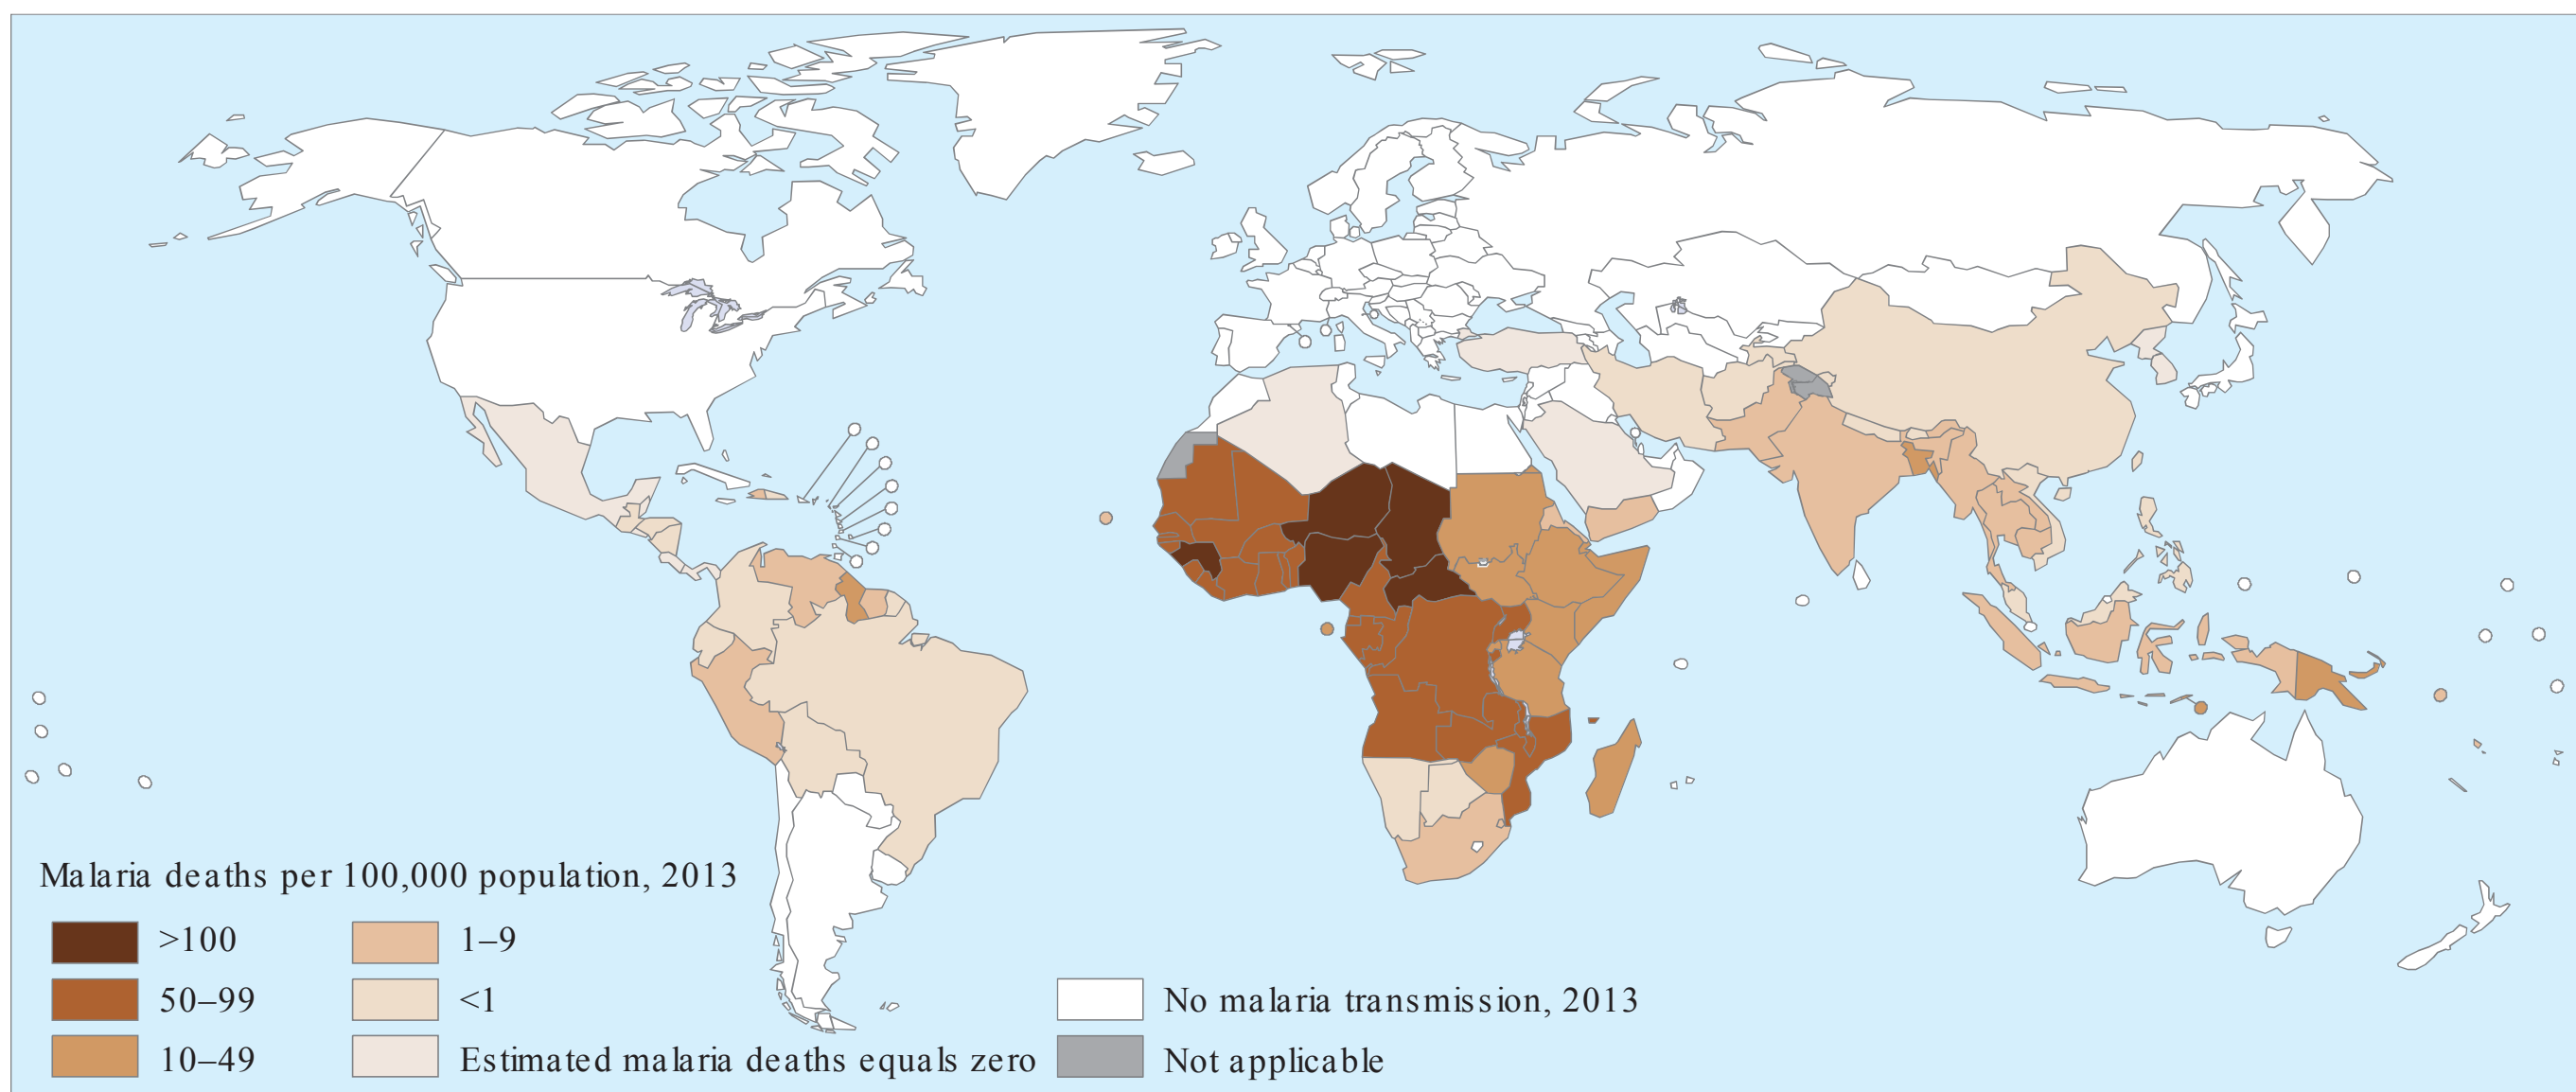 Malaria deaths per 100,000 population, 2013
>100
50–99
10–49
1–9
<1
Estimated malaria deaths equals zero
No malaria transmission, 2013
Not applicable